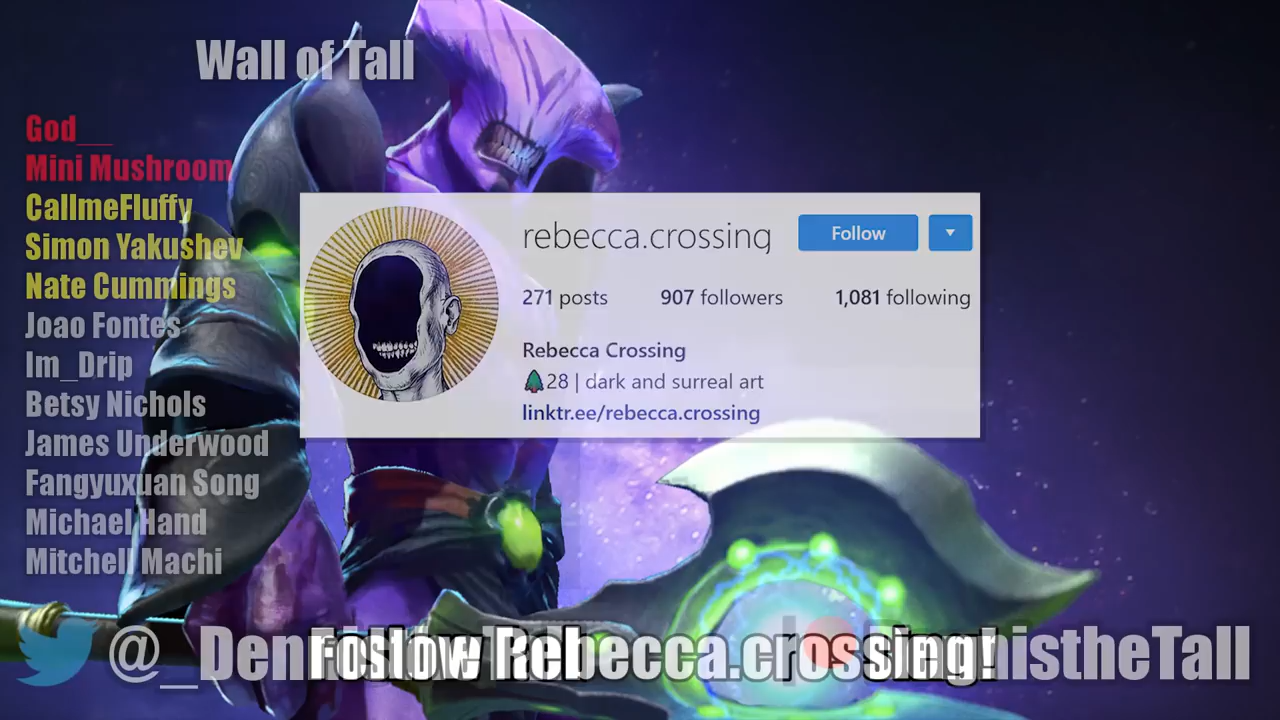 Wall of Tall
God__
Mini Mushroom
CallmeFluffy
Simon Yakushev
Nate Cummings
Joao Fontes
Im_Drip
Betsy Nichols
James Underwood
Fangyuxuan Song
Michael Hand
Mitchell Machi
rebecca.crossing
Follow
271 posts 907 followers 1,081 following
Rebecca Crossing
🌲28 | dark and surreal art
linktr.ee/rebecca.crossing
Follow Rebecca.crossing!